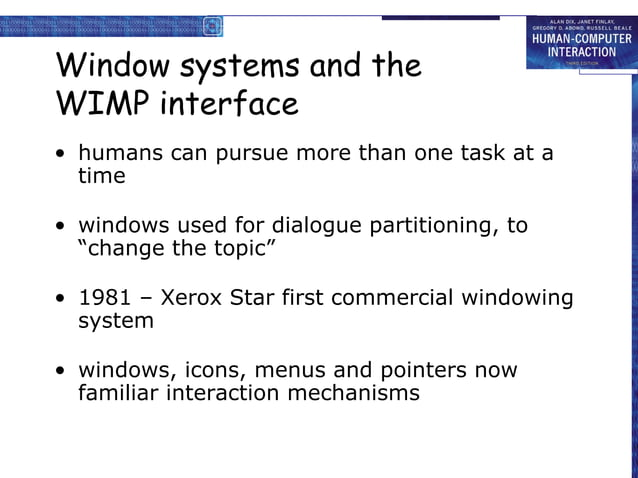 ALAN DIX, JANET FINLAY,
GREGORY D. ABOWD, RUSSELL BEALE
HUMAN-COMPUTER
INTERACTION
THIRD EDITION
Window systems and the
WIMP interface
• humans can pursue more than one task at a
time
• windows used for dialogue partitioning, to
“change the topic”
• 1981 – Xerox Star first commercial windowing
system
• windows, icons, menus and pointers now
familiar interaction mechanisms